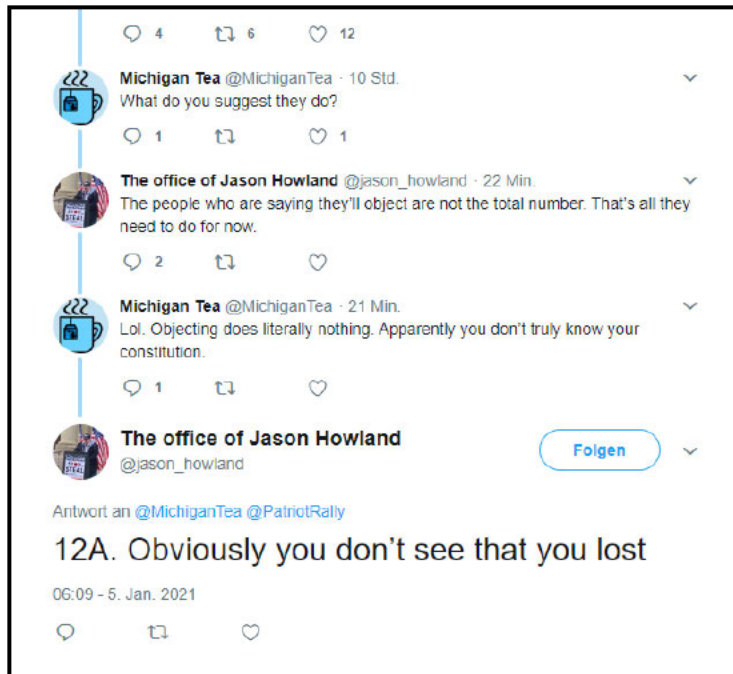 4 6 12
Michigan Tea @MichiganTea · 10 Std.
What do you suggest they do?
1 1
The office of Jason Howland @jason_howland · 22 Min.
The people who are saying they'll object are not the total number. That's all they
need to do for now.
2
Michigan Tea @MichiganTea · 21 Min.
Lol. Objecting does literally nothing. Apparently you don't truly know your
constitution.
1
The office of Jason Howland
@jason_howland
Folgen
Antwort an @MichiganTea @PatriotRally
12A. Obviously you don't see that you lost
06:09 - 5. Jan. 2021
STEAL